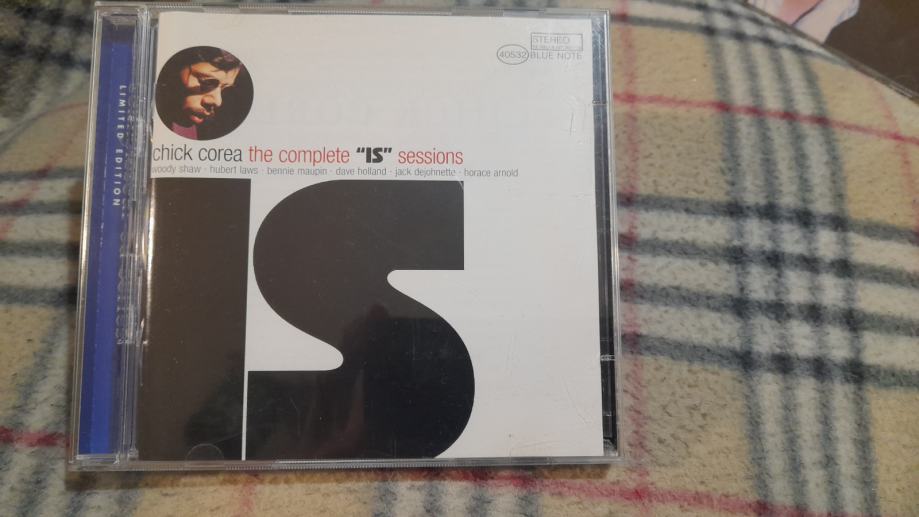 STEREO
40532 BLUE NOTE
chick corea the complete "IS" sessions
woody shaw · hubert laws · bennie maupin · dave holland · jack dejohnette · horace arnold
IS
LIMITED EDITION